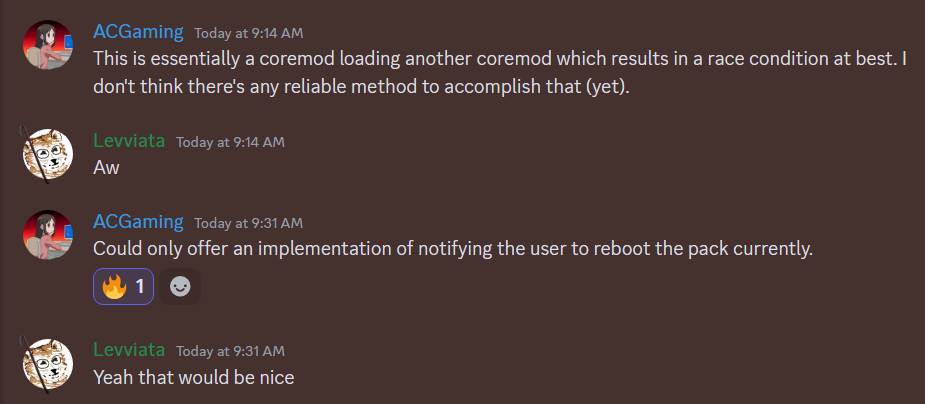 ACGaming Today at 9:14 AM
This is essentially a coremod loading another coremod which results in a race condition at best. I
don't think there's any reliable method to accomplish that (yet).
Levviata Today at 9:14 AM
Aw
ACGaming Today at 9:31 AM
Could only offer an implementation of notifying the user to reboot the pack currently.
1
Levviata Today at 9:31 AM
Yeah that would be nice